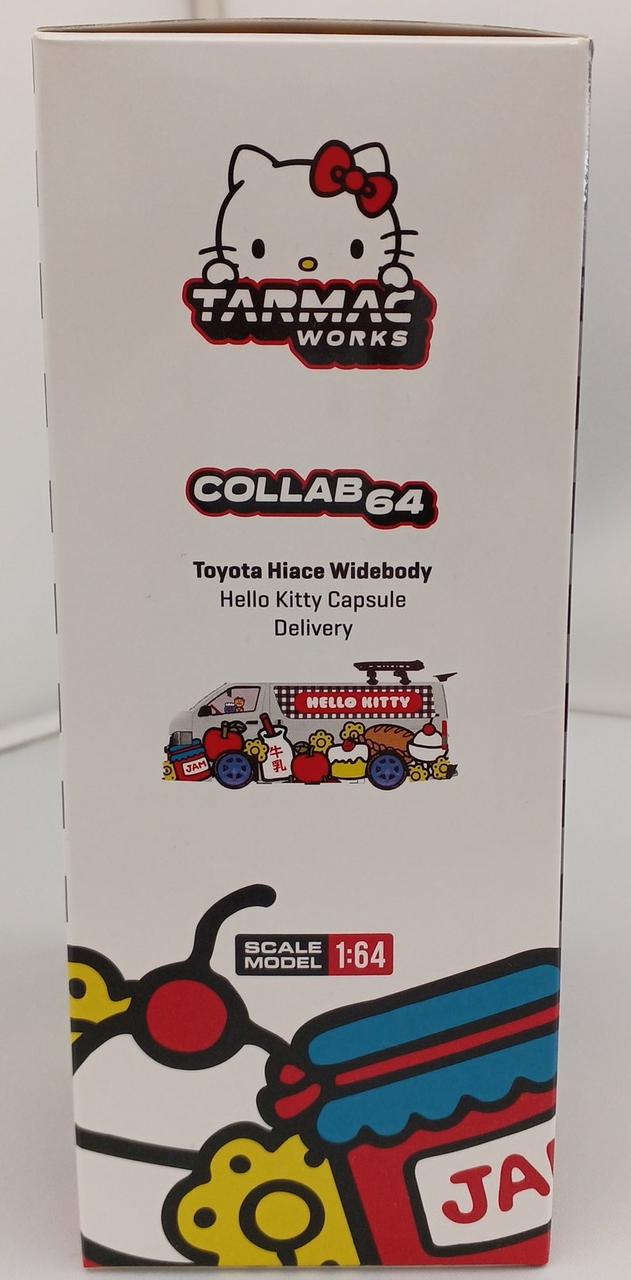 TARMAC
WORKS
COLLAB64
Toyota Hiace Widebody
Hello Kitty Capsule
Delivery
HELLO KITTY
JAM
牛
乳
SCALE
MODEL
1:64
JA